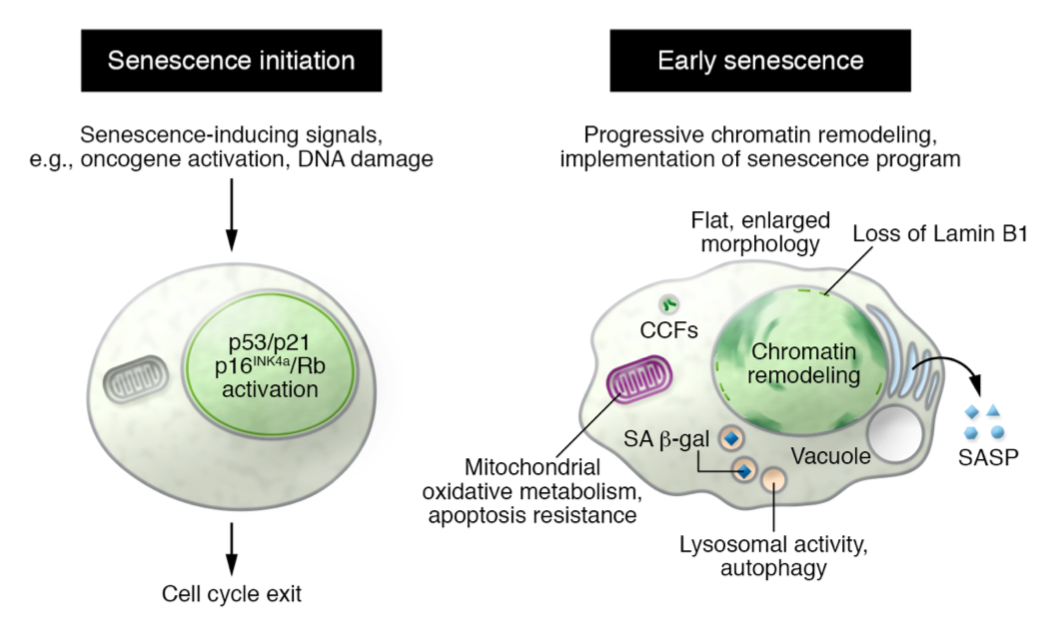 Senescence initiation
Senescence-inducing signals,
e.g., oncogene activation, DNA damage
p53/p21
p16INK4a/Rb
activation
Cell cycle exit
Early senescence
Progressive chromatin remodeling,
implementation of senescence program
Flat, enlarged
morphology
Loss of Lamin B1
CCFs
Chromatin
remodeling
SA β-gal
Vacuole
SASP
Mitochondrial
oxidative metabolism,
apoptosis resistance
Lysosomal activity,
autophagy